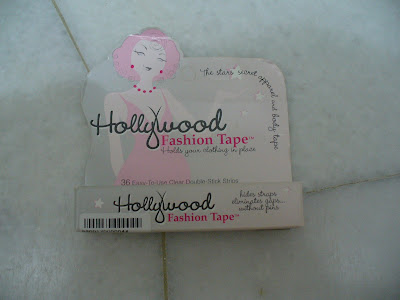 The stars' secret apparel and body tape
Hollywood
Fashion Tape™
Holds your clothing in place
36 Easy-To-Use Clear Double-Stick Strips
Hollywood
Fashion Tape™
hides straps
eliminates gaps...
without pins